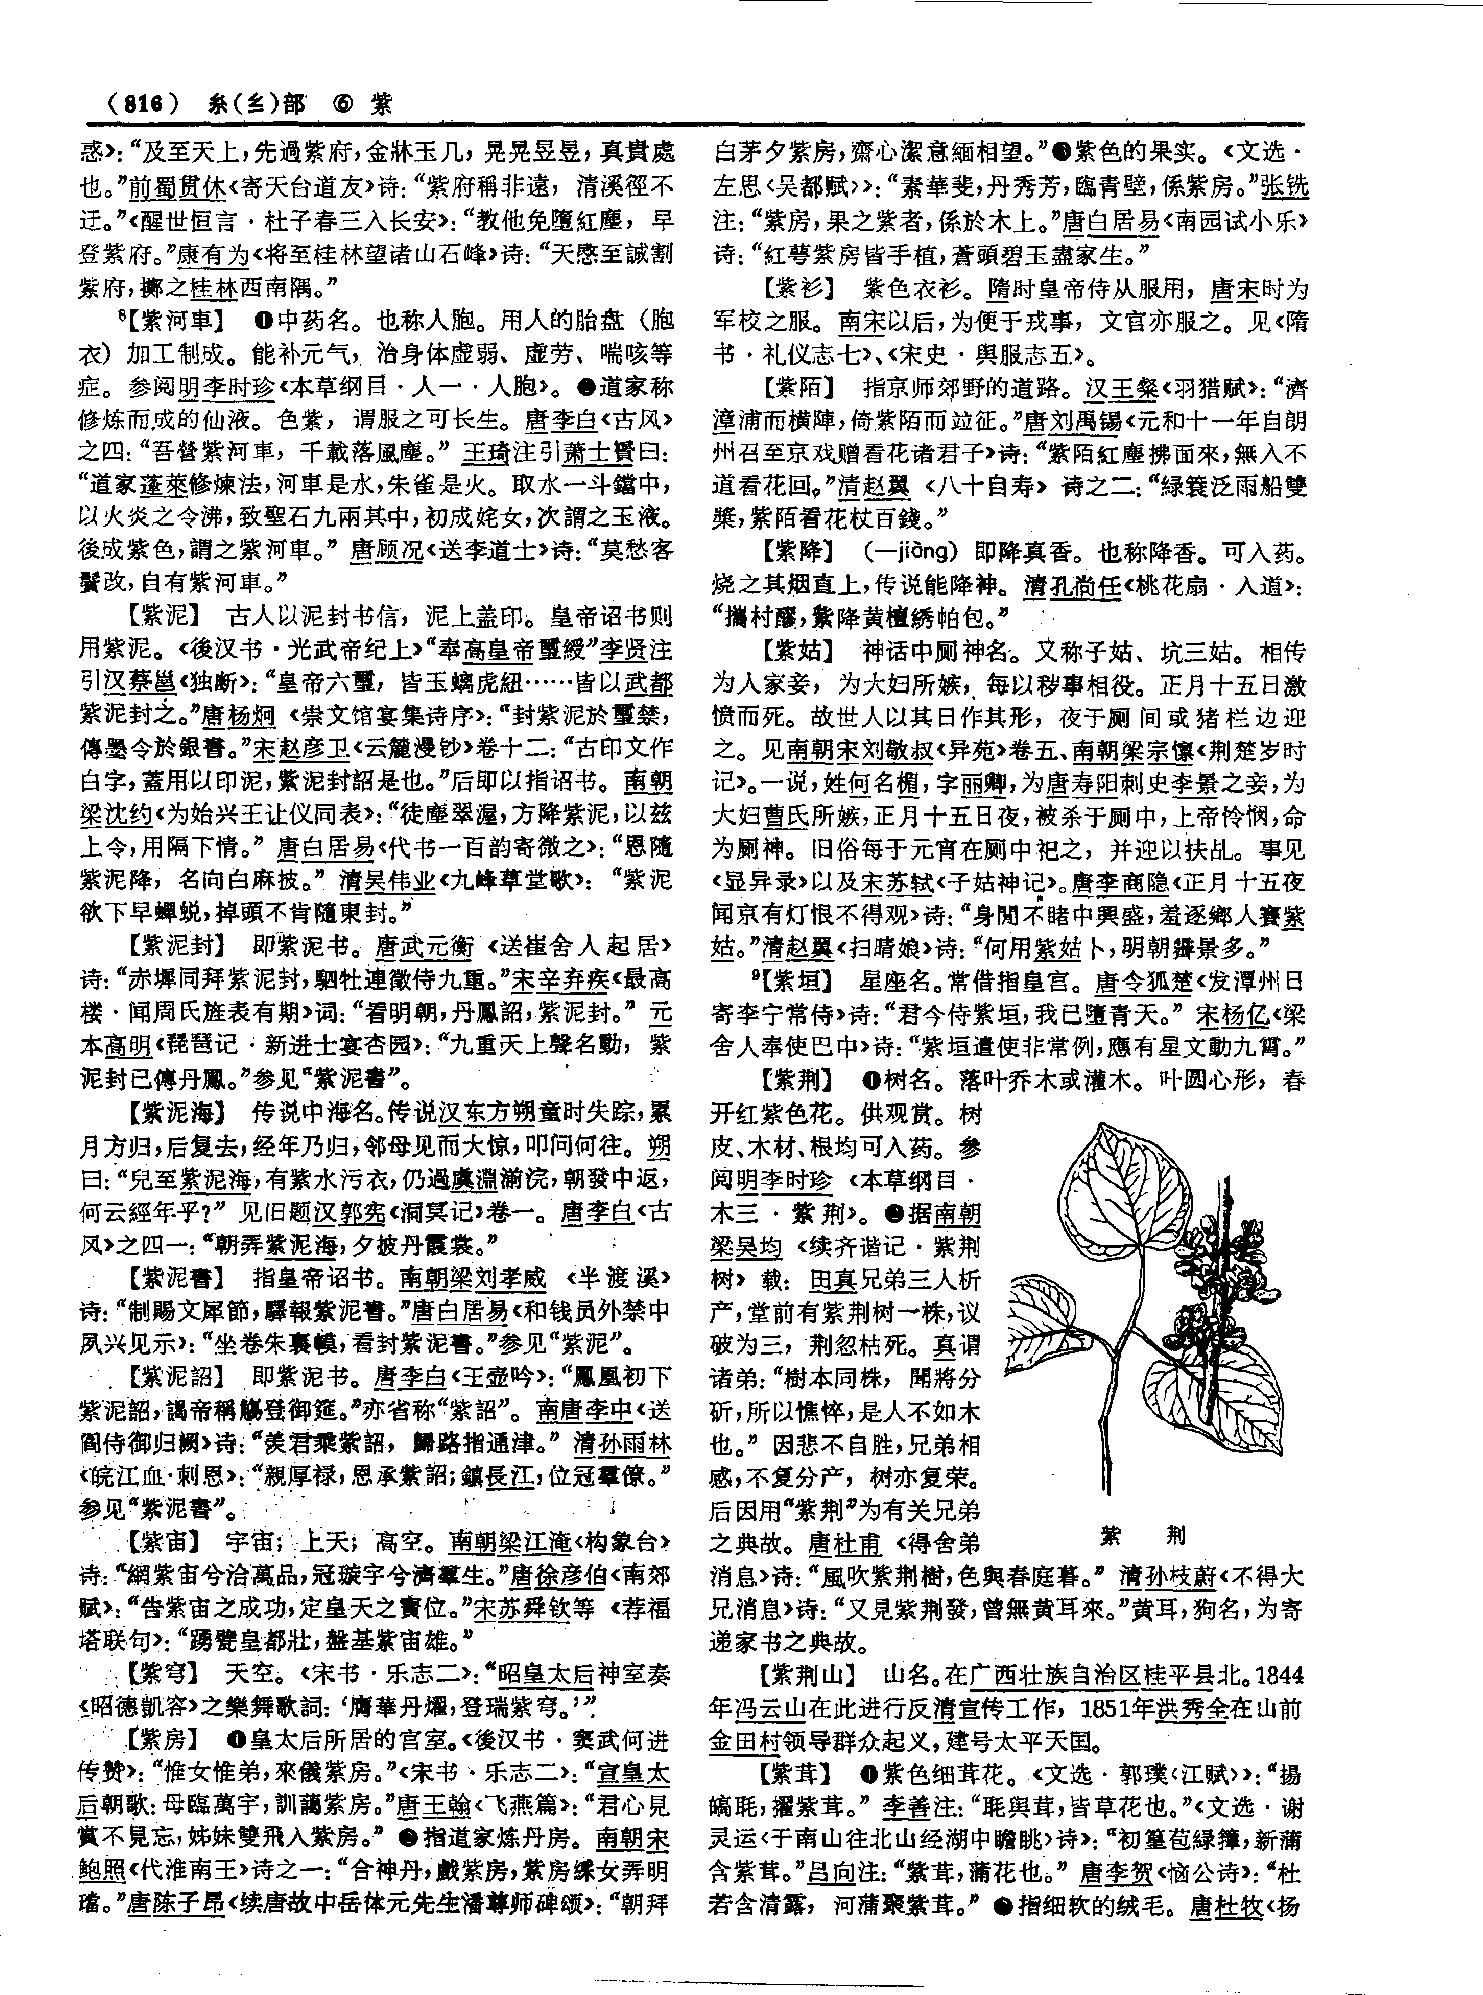 （816） 糸(纟)部 ⑥ 紫
惑》：“及至天上，先過紫府，金牀玉几，晃晃昱昱，真貴處
也。”前蜀贯休《寄天台道友》诗：“紫府稱非遠，清溪徑不
迂。”《醒世恒言·杜子春三入长安》：“教他免墮紅塵，早
登紫府。”康有为《将至桂林望诸山石峰》诗：“天愍至誠割
紫府，擲之桂林西南隅。”
⁸【紫河車】 ❶中药名。也称人胞。用人的胎盘（胞
衣）加工制成。能补元气，治身体虚弱、虚劳、喘咳等
症。参阅明李时珍《本草纲目·人一·人胞》。❷道家称
修炼而成的仙液。色紫，谓服之可长生。唐李白《古风》
之四：“吾營紫河車，千載落風塵。”王琦注引萧士贇曰：
“道家蓬萊修煉法，河車是水，朱雀是火。取水一斗鐺中，
以火炎之令沸，致聖石九兩其中，初成姹女，次謂之玉液。
後成紫色，謂之紫河車。”唐顾况《送李道士》诗：“莫愁客
鬢改，自有紫河車。”
【紫泥】 古人以泥封书信，泥上盖印。皇帝诏书则
用紫泥。《後汉书·光武帝纪上》“奉高皇帝璽綬”李贤注
引汉蔡邕《独断》：“皇帝六璽，皆玉螭虎紐……皆以武都
紫泥封之。”唐杨炯《崇文馆宴集诗序》：“封紫泥於璽禁，
傳墨令於銀書。”宋赵彦卫《云麓漫钞》卷十二：“古印文作
白字，蓋用以印泥，紫泥封詔是也。”后即以指诏书。南朝
梁沈约《为始兴王让仪同表》：“徒塵翠渥，方降紫泥，以兹
上令，用隔下情。”唐白居易《代书一百韵寄微之》：“恩隨
紫泥降，名向白麻披。”清吴伟业《九峰草堂歌》：“紫泥
欲下早蟬蜕，掉頭不肯隨東封。”
【紫泥封】 即紫泥书。唐武元衡《送崔舍人起居》
诗：“赤墀同拜紫泥封，駟牡連徵侍九重。”宋辛弃疾《最高
楼·闻周氏旌表有期》词：“看明朝，丹鳳詔，紫泥封。”元
本高明《琵琶记·新进士宴杏园》：“九重天上聲名動，紫
泥封已傳丹鳳。”参见“紫泥書”。
【紫泥海】 传说中海名。传说汉东方朔童时失踪，累
月方归，后复去，经年乃归，邻母见而大惊，叩问何往。朔
曰：“兒至紫泥海，有紫水污衣，仍過虞淵湔浣，朝發中返，
何云經年乎？”见旧题汉郭宪《洞冥记》卷一。唐李白《古
风》之四一：“朝弄紫泥海，夕披丹霞裳。”
【紫泥書】 指皇帝诏书。南朝梁刘孝威《半渡溪》
诗：“制賜文犀節，驛報紫泥書。”唐白居易《和钱员外禁中
夙兴见示》：“坐卷朱裏幙，看封紫泥書。”参见“紫泥”。
【紫泥詔】 即紫泥书。唐李白《玉壶吟》：“鳳凰初下
紫泥詔，謁帝稱觴登御筵。”亦省称“紫詔”。南唐李中《送
阎侍御归阙》诗：“羡君乘紫詔，歸路指通津。”清孙雨林
《皖江血·刺恩》：“親厚禄，恩承紫詔；鎮長江，位冠羣僚。”
参见“紫泥書”。
【紫宙】 宇宙；上天；高空。南朝梁江淹《构象台》
诗：“網紫宙兮洽萬品，冠璇宇兮濟羣生。”唐徐彦伯《南郊
赋》：“告紫宙之成功，定皇天之寶位。”宋苏舜钦等《荐福
塔联句》：“踴甓皇都壯，盤基紫宙雄。”
【紫穹】 天空。《宋书·乐志二》：“昭皇太后神室奏
《昭德凱容》之樂舞歌詞：‘膺華丹燿，登瑞紫穹。’”
【紫房】 ❶皇太后所居的宫室。《後汉书·窦武何进
传赞》：“惟女惟弟，來儀紫房。”《宋书·乐志二》：“宣皇太
后朝歌：母臨萬宇，訓藹紫房。”唐王翰《飞燕篇》：“君心見
賞不見忘，姊妹雙飛入紫房。”❷指道家炼丹房。南朝宋
鲍照《代淮南王》诗之一：“合神丹，戲紫房，紫房綵女弄明
璫。”唐陈子昂《续唐故中岳体元先生潘尊师碑颂》：“朝拜
白茅夕紫房，齋心潔意緬相望。”❸紫色的果实。《文选·
左思〈吴都赋〉》：“素華斐，丹秀芳，臨青壁，係紫房。”张铣
注：“紫房，果之紫者，係於木上。”唐白居易《南园试小乐》
诗：“紅萼紫房皆手植，蒼頭碧玉盡家生。”
【紫衫】 紫色衣衫。隋时皇帝侍从服用，唐宋时为
军校之服。南宋以后，为便于戎事，文官亦服之。见《隋
书·礼仪志七》、《宋史·舆服志五》。
【紫陌】 指京师郊野的道路。汉王粲《羽猎赋》：“濟
漳浦而横陣，倚紫陌而竝征。”唐刘禹锡《元和十一年自朗
州召至京戏赠看花诸君子》诗：“紫陌紅塵拂面來，無人不
道看花回。”清赵翼《八十自寿》诗之二：“緑簑泛雨船雙
槳，紫陌看花杖百錢。”
【紫降】 （—jiàng）即降真香。也称降香。可入药。
烧之其烟直上，传说能降神。清孔尚任《桃花扇·入道》：
“攜村醪，紫降黄檀綉帕包。”
【紫姑】 神话中厕神名。又称子姑、坑三姑。相传
为人家妾，为大妇所嫉，每以秽事相役。正月十五日激
愤而死。故世人以其日作其形，夜于厕间或猪栏边迎
之。见南朝宋刘敬叔《异苑》卷五、南朝梁宗懔《荆楚岁时
记》。一说，姓何名楣，字丽卿，为唐寿阳刺史李景之妾，为
大妇曹氏所嫉，正月十五日夜，被杀于厕中，上帝怜悯，命
为厕神。旧俗每于元宵在厕中祀之，并迎以扶乩。事见
《显异录》以及宋苏轼《子姑神记》。唐李商隐《正月十五夜
闻京有灯恨不得观》诗：“身閒不睹中興盛，羞逐鄉人賽紫
姑。”清赵翼《扫晴娘》诗：“何用紫姑卜，明朝霽景多。”
⁹【紫垣】 星座名。常借指皇宫。唐令狐楚《发潭州日
寄李宁常侍》诗：“君今侍紫垣，我已墮青天。”宋杨亿《梁
舍人奉使巴中》诗：“紫垣遣使非常例，應有星文動九霄。”
【紫荆】 ❶树名。落叶乔木或灌木。叶圆心形，春
开红紫色花。供观赏。树
皮、木材、根均可入药。参
阅明李时珍《本草纲目·
木三·紫荆》。❷据南朝
梁吴均《续齐谐记·紫荆
树》载：田真兄弟三人析
产，堂前有紫荆树一株，议
破为三，荆忽枯死。真谓
诸弟：“樹本同株，聞將分
斫，所以憔悴，是人不如木
也。”因悲不自胜，兄弟相
感，不复分产，树亦复荣。
后因用“紫荆”为有关兄弟
之典故。唐杜甫《得舍弟
紫 荆
消息》诗：“風吹紫荆樹，色與春庭暮。”清孙枝蔚《不得大
兄消息》诗：“又見紫荆發，曾無黄耳來。”黄耳，狗名，为寄
递家书之典故。
【紫荆山】 山名。在广西壮族自治区桂平县北。1844
年冯云山在此进行反清宣传工作，1851年洪秀全在山前
金田村领导群众起义，建号太平天国。
【紫茸】 ❶紫色细茸花。《文选·郭璞〈江赋〉》：“揚
皜毦，擢紫茸。”李善注：“毦與茸，皆草花也。”《文选·谢
灵运〈于南山往北山经湖中瞻眺〉诗》：“初篁苞緑籜，新蒲
含紫茸。”吕向注：“紫茸，蒲花也。”唐李贺《恼公诗》：“杜
若含清露，河蒲聚紫茸。”❷指细软的绒毛。唐杜牧《扬